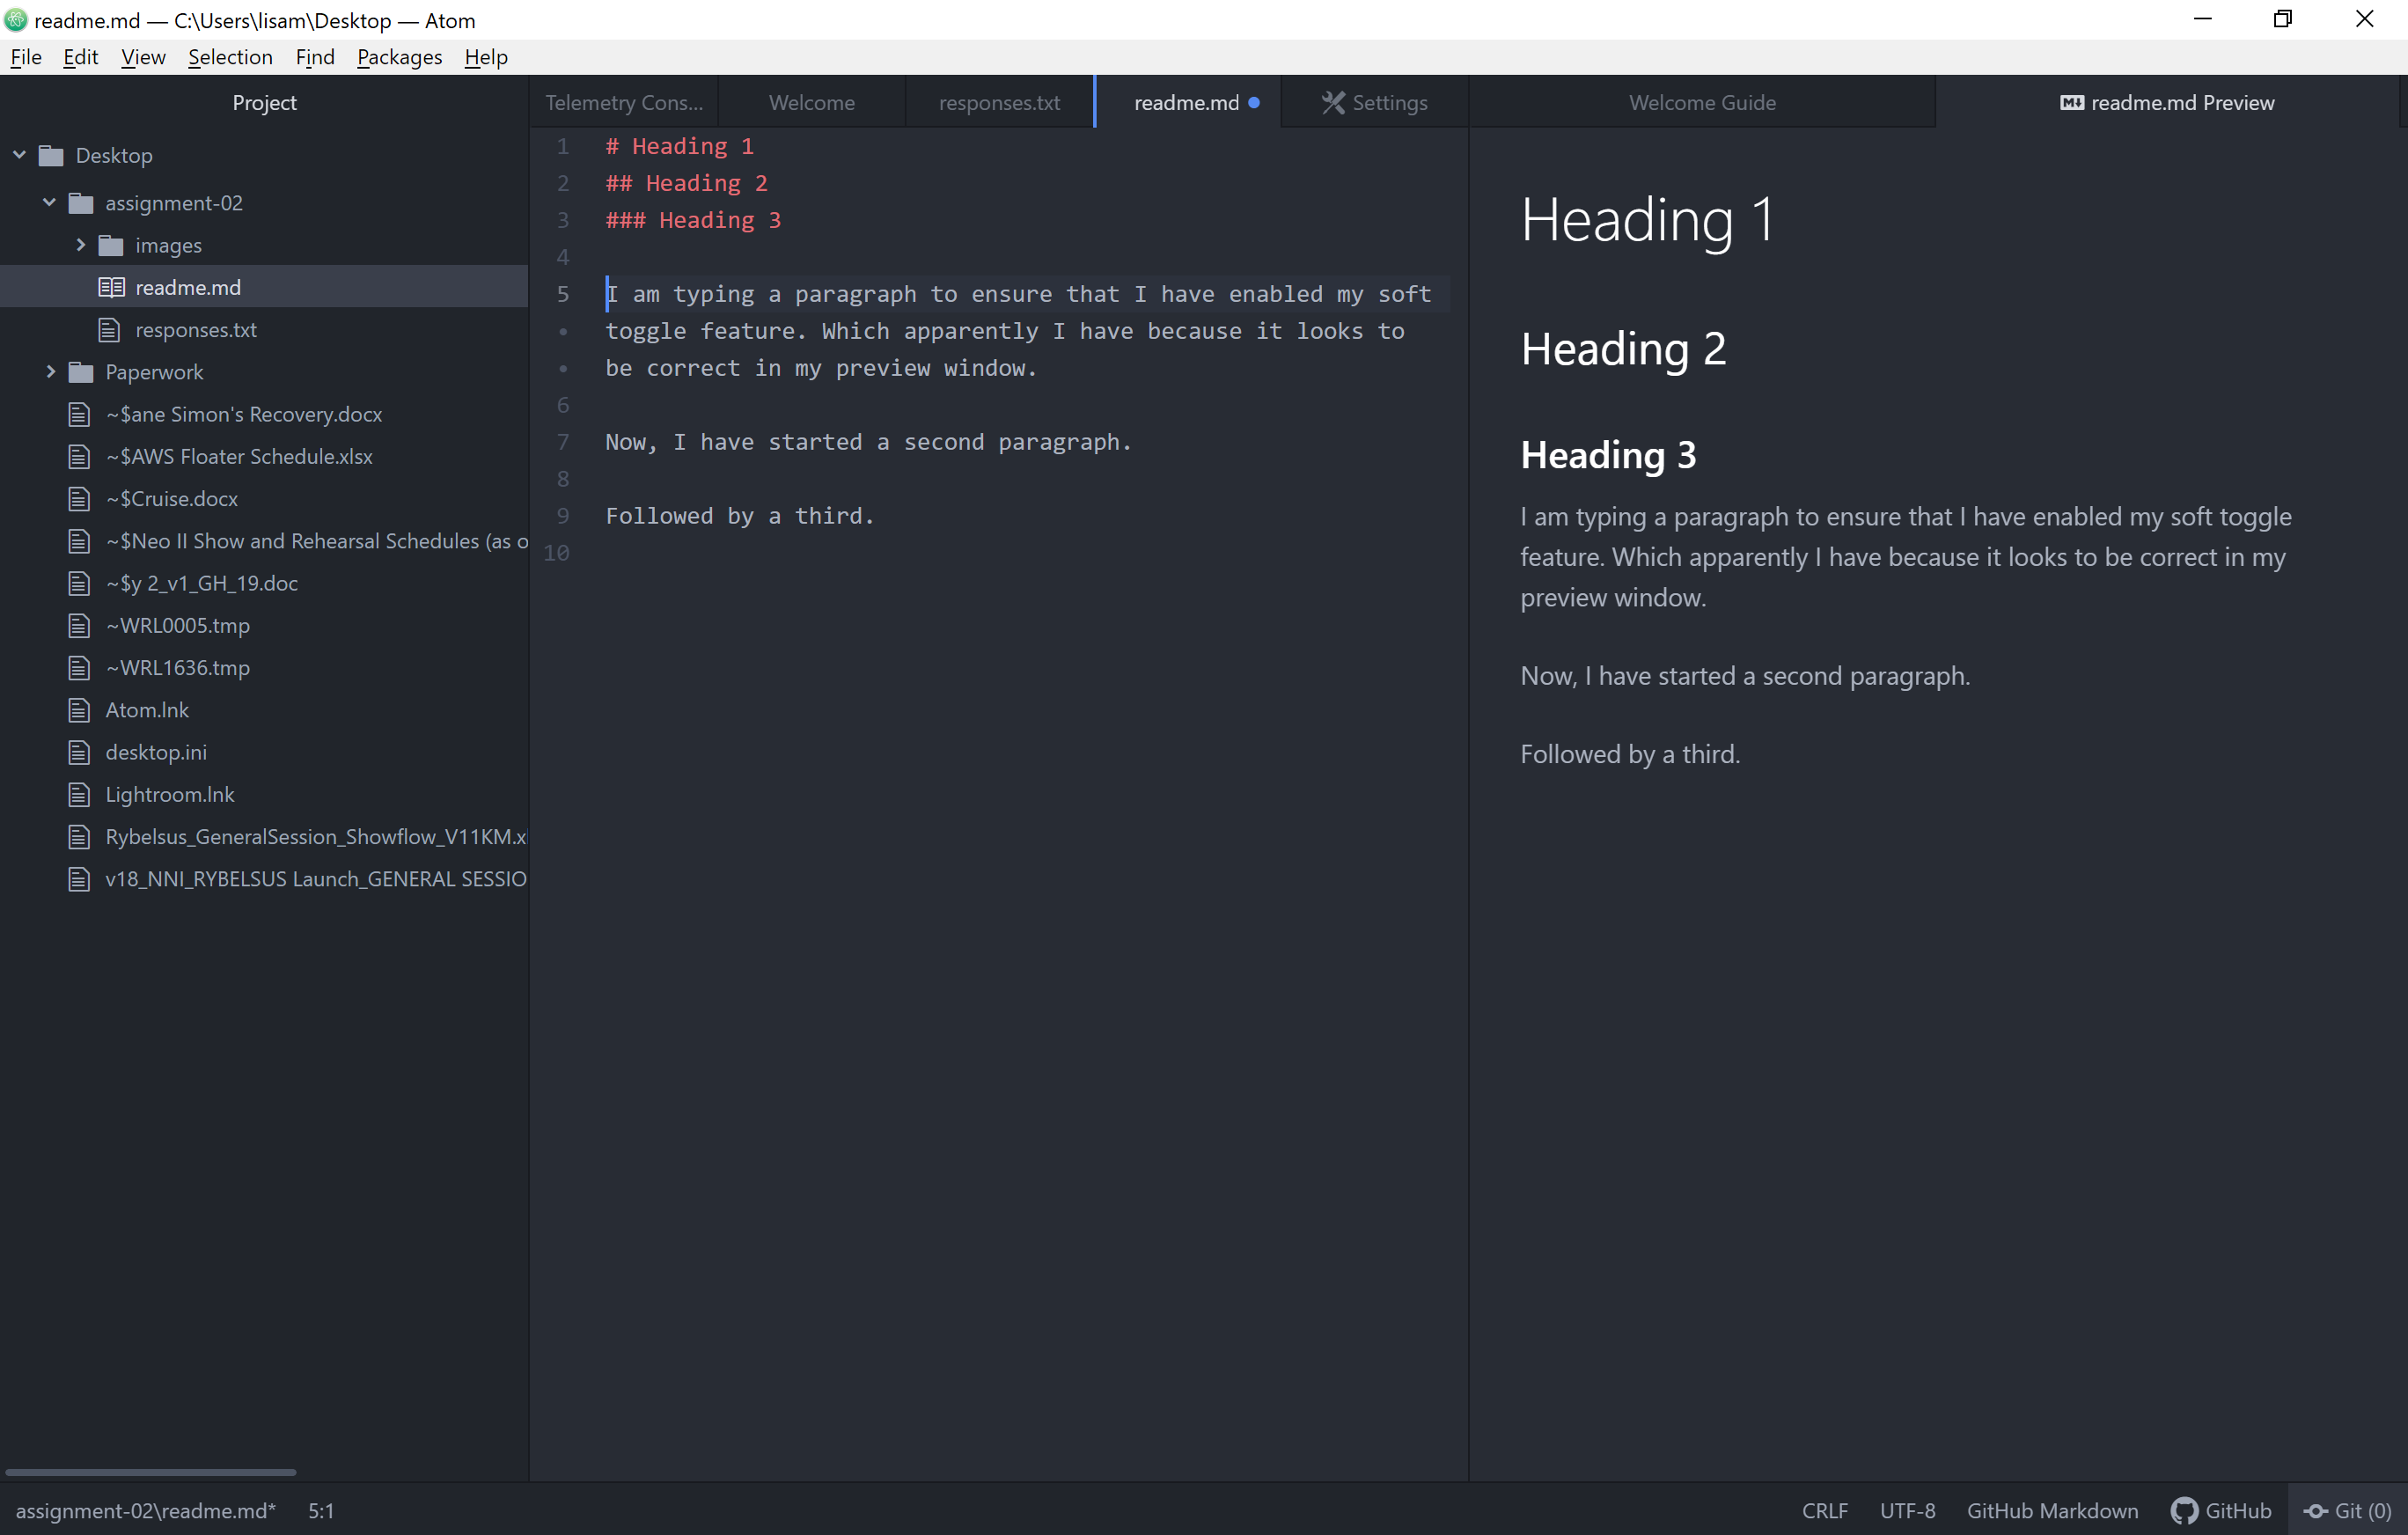 readme.md — C:\Users\lisam\Desktop — Atom
File Edit View Selection Find Packages Help
Project
Desktop
assignment-02
images
readme.md
responses.txt
Paperwork
~$ane Simon's Recovery.docx
~$AWS Floater Schedule.xlsx
~$Cruise.docx
~$Neo II Show and Rehearsal Schedules (as o
~$y 2_v1_GH_19.doc
~WRL0005.tmp
~WRL1636.tmp
Atom.lnk
desktop.ini
Lightroom.lnk
Rybelsus_GeneralSession_Showflow_V11KM.xl
v18_NNI_RYBELSUS Launch_GENERAL SESSIO
Telemetry Cons... Welcome responses.txt readme.md Settings
1 # Heading 1
2 ## Heading 2
3 ### Heading 3
4
5 I am typing a paragraph to ensure that I have enabled my soft
• toggle feature. Which apparently I have because it looks to
• be correct in my preview window.
6
7 Now, I have started a second paragraph.
8
9 Followed by a third.
10
Welcome Guide readme.md Preview
Heading 1
Heading 2
Heading 3
I am typing a paragraph to ensure that I have enabled my soft toggle
feature. Which apparently I have because it looks to be correct in my
preview window.
Now, I have started a second paragraph.
Followed by a third.
assignment-02\readme.md* 5:1 CRLF UTF-8 GitHub Markdown GitHub Git (0)